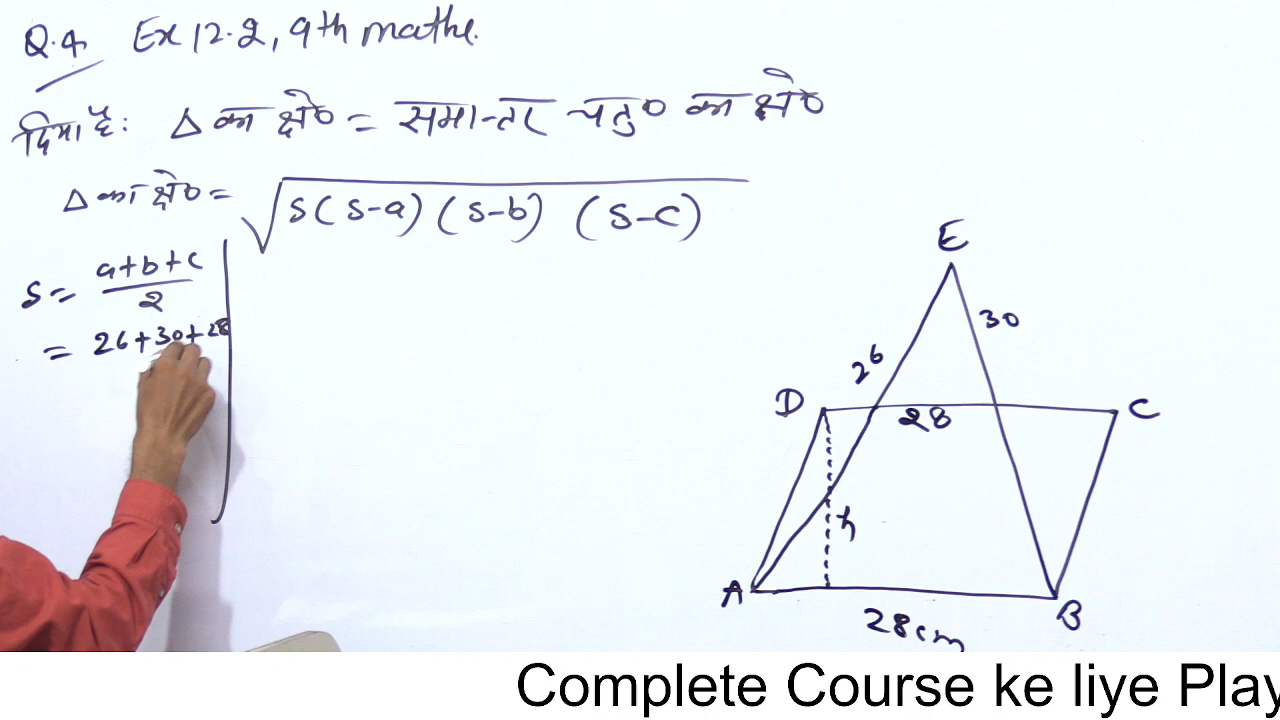 Q.4. Ex 12.2, 9th maths.
दिया है: △ का क्षे० = समान्तर चतु० का क्षे०
△ का क्षे० = √s(s-a) (s-b) (s-c)
s = a+b+c
2
= 26+30+28
E
30
26
D
28
C
h
A
B
28cm
Complete Course ke liye Play